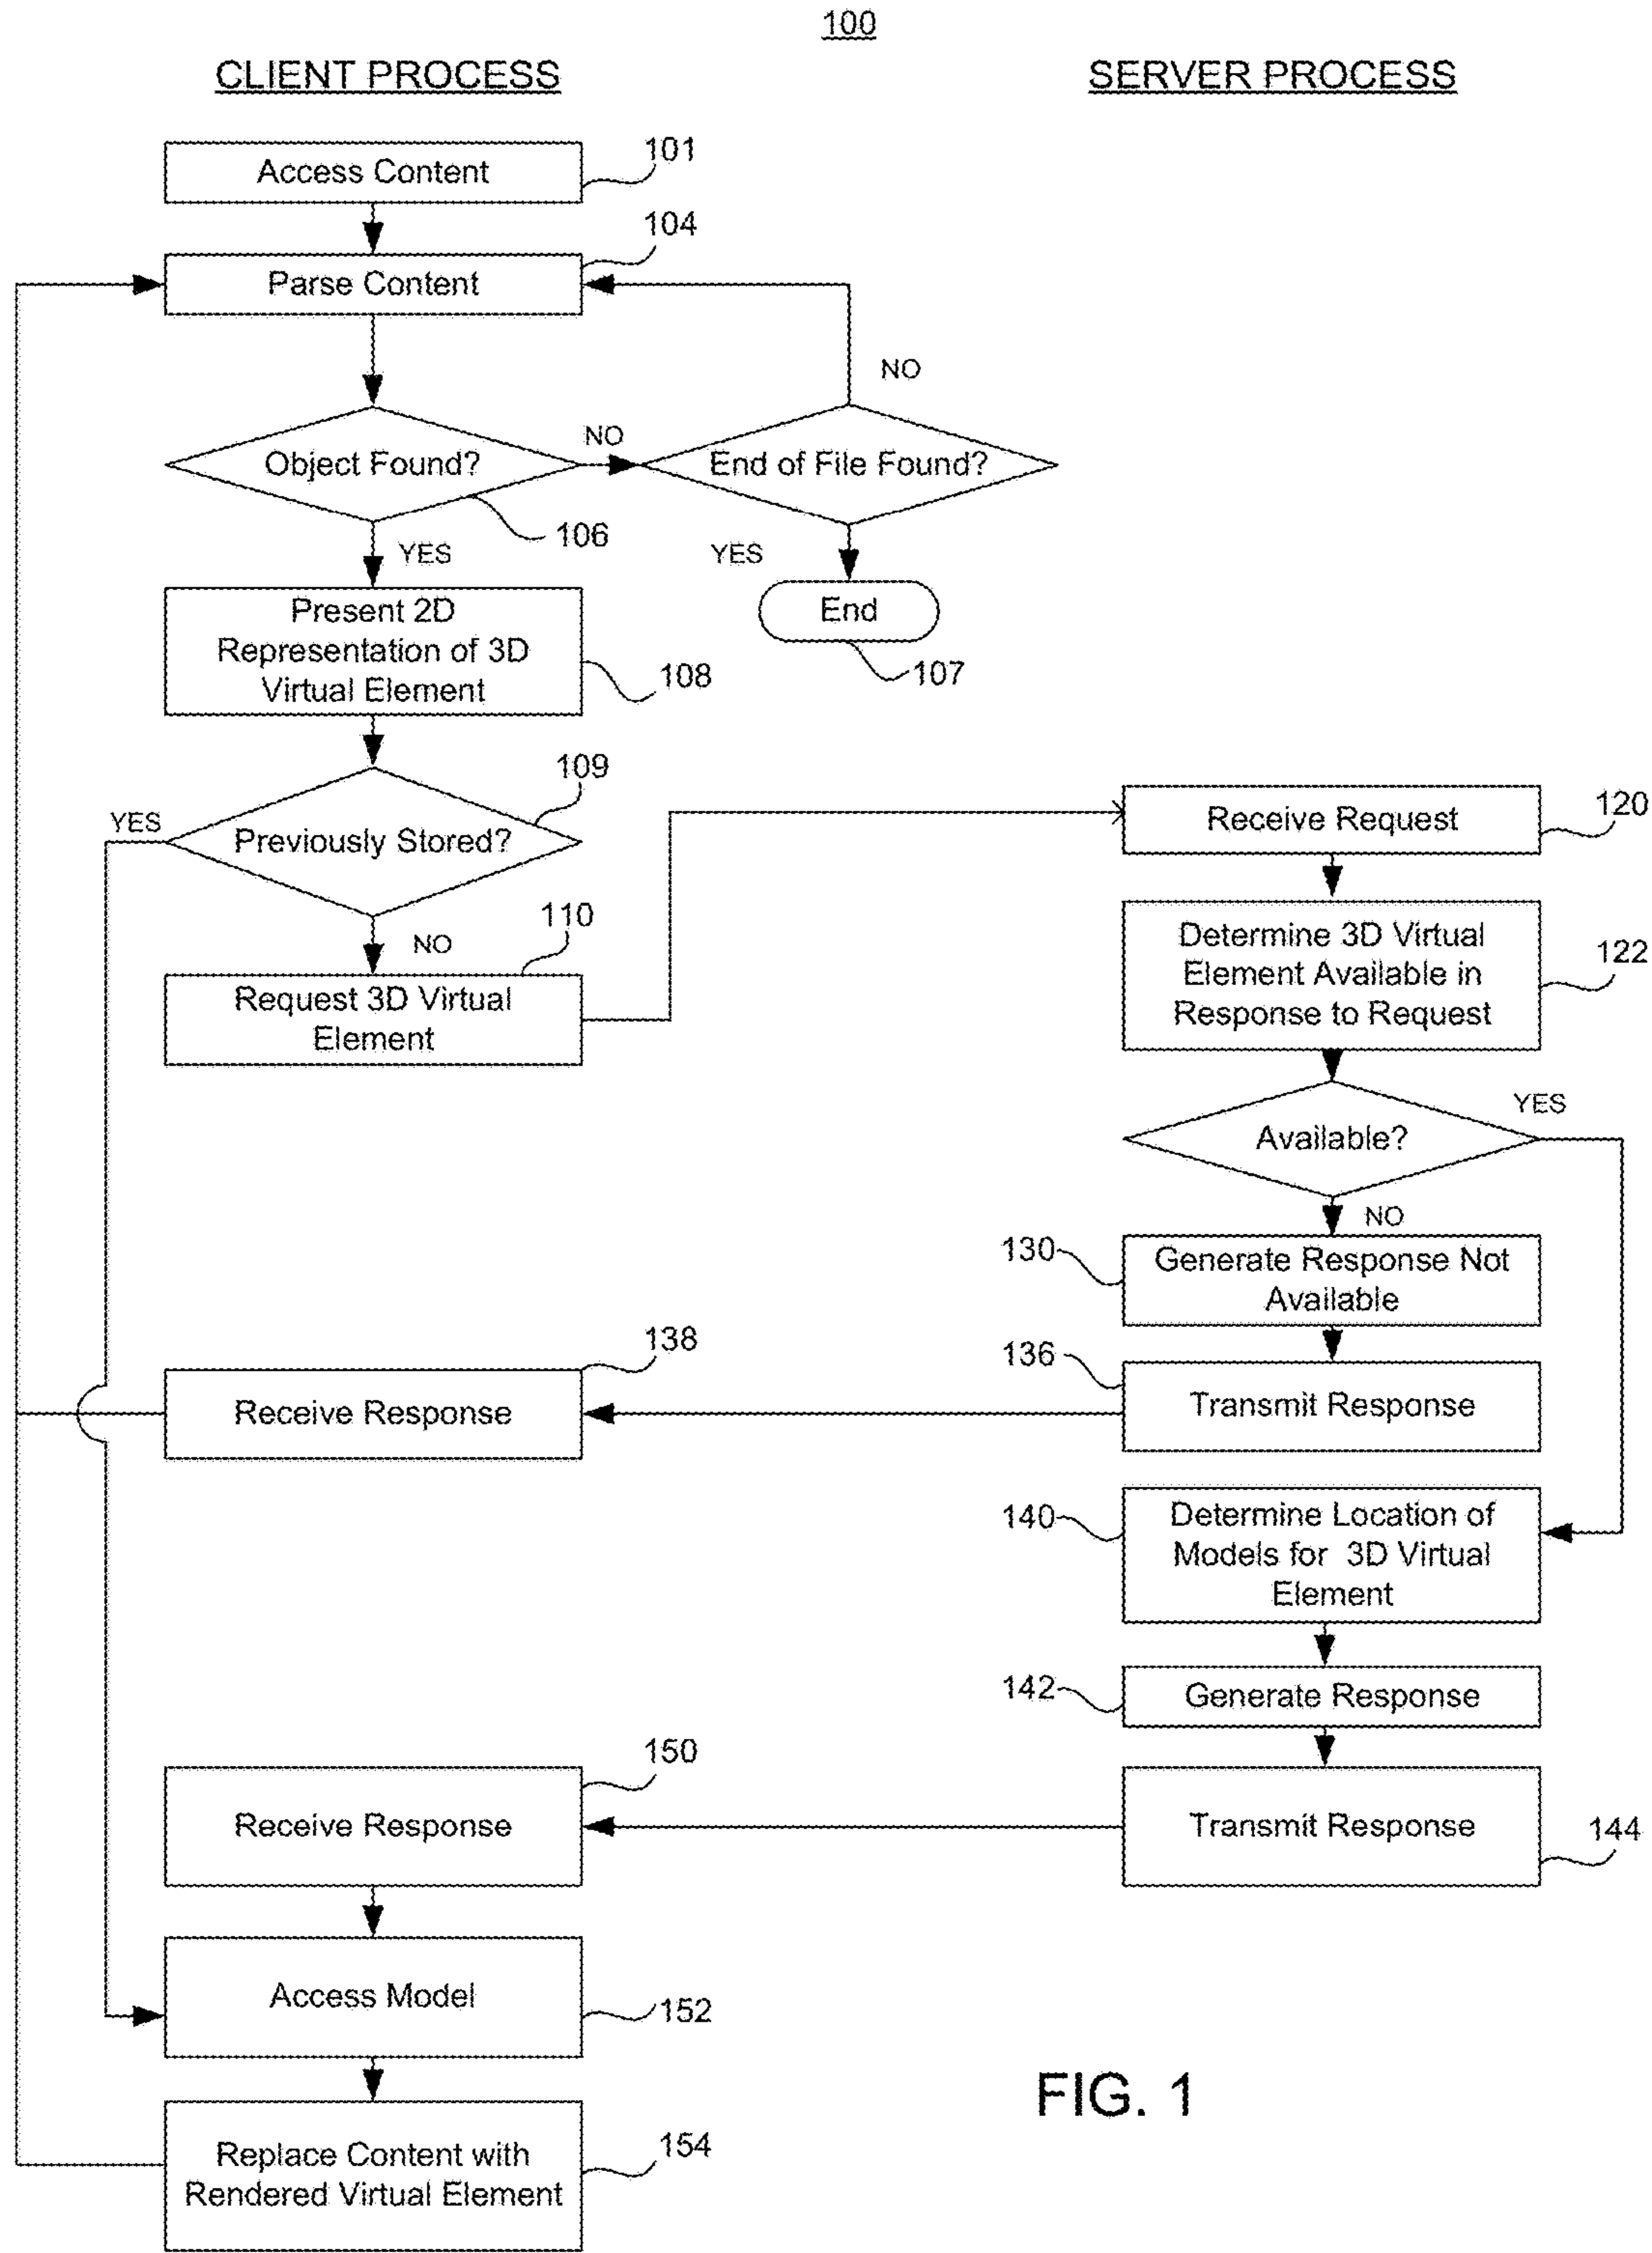 100
CLIENT PROCESS
SERVER PROCESS
Access Content
101
Parse Content
104
NO
Object Found?
NO
End of File Found?
106
YES
YES
End
107
Present 2D
Representation of 3D
Virtual Element
108
109
YES
Previously Stored?
NO
110
Request 3D Virtual
Element
Receive Request
120
Determine 3D Virtual
Element Available in
Response to Request
122
YES
Available?
NO
130
Generate Response Not
Available
138
136
Receive Response
Transmit Response
140
Determine Location of
Models for 3D Virtual
Element
142
Generate Response
150
Receive Response
Transmit Response
144
Access Model
152
FIG. 1
Replace Content with
Rendered Virtual Element
154